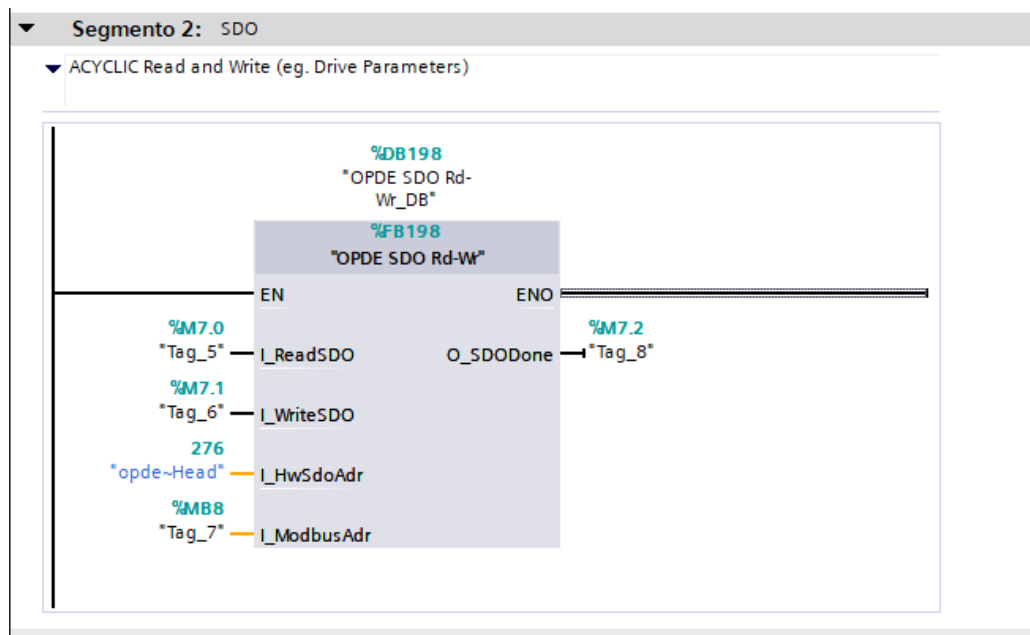 Segmento 2: SDO
ACYCLIC Read and Write (eg. Drive Parameters)
%DB198
"OPDE SDO Rd-
Wr_DB"
%FB198
"OPDE SDO Rd-Wr"
EN
ENO
%M7.0
"Tag_5"
I_ReadSDO
O_SDODone
%M7.2
"Tag_8"
%M7.1
"Tag_6"
I_WriteSDO
276
"opde~Head"
I_HwSdoAdr
%MB8
"Tag_7"
I_ModbusAdr